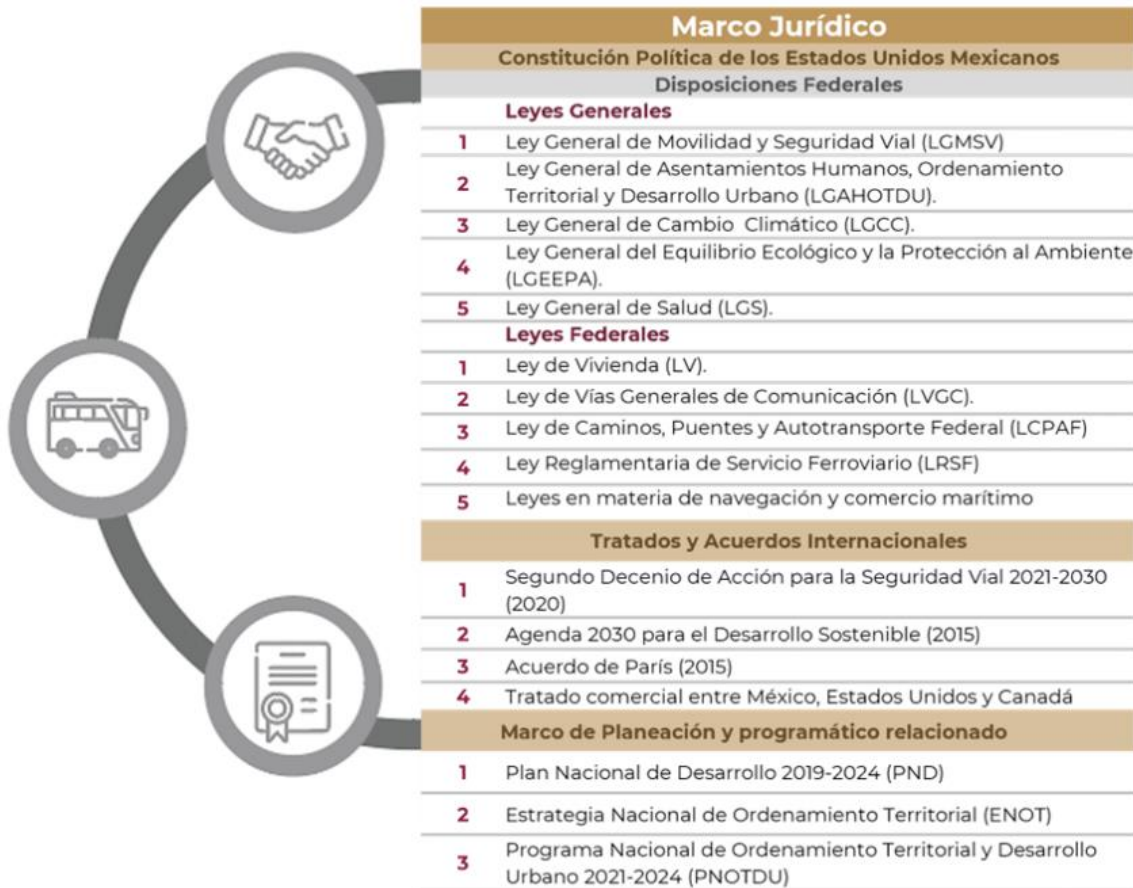 Marco Jurídico
Constitución Política de los Estados Unidos Mexicanos
Disposiciones Federales
Leyes Generales
1 Ley General de Movilidad y Seguridad Vial (LGMSV)
2 Ley General de Asentamientos Humanos, Ordenamiento
Territorial y Desarrollo Urbano (LGAHOTDU).
3 Ley General de Cambio Climático (LGCC).
4 Ley General del Equilibrio Ecológico y la Protección al Ambiente
(LGEEPA).
5 Ley General de Salud (LGS).
Leyes Federales
1 Ley de Vivienda (LV).
2 Ley de Vías Generales de Comunicación (LVGC).
3 Ley de Caminos, Puentes y Autotransporte Federal (LCPAF)
4 Ley Reglamentaria de Servicio Ferroviario (LRSF)
5 Leyes en materia de navegación y comercio marítimo
Tratados y Acuerdos Internacionales
1 Segundo Decenio de Acción para la Seguridad Vial 2021-2030
(2020)
2 Agenda 2030 para el Desarrollo Sostenible (2015)
3 Acuerdo de París (2015)
4 Tratado comercial entre México, Estados Unidos y Canadá
Marco de Planeación y programático relacionado
1 Plan Nacional de Desarrollo 2019-2024 (PND)
2 Estrategia Nacional de Ordenamiento Territorial (ENOT)
3 Programa Nacional de Ordenamiento Territorial y Desarrollo
Urbano 2021-2024 (PNOTDU)